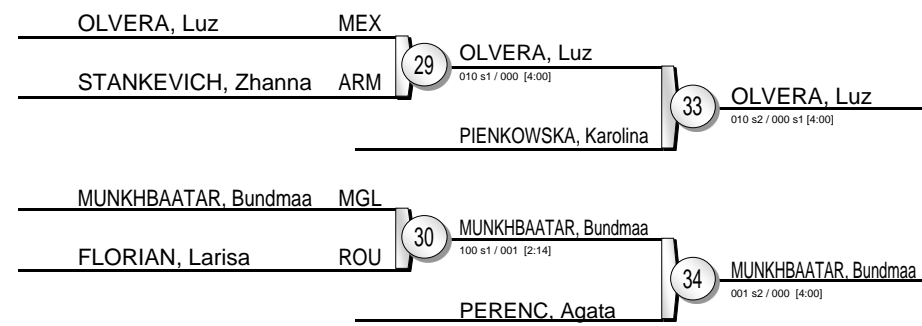 OLVERA, Luz MEX
29
OLVERA, Luz
010 s1 / 000 [4:00]
STANKEVICH, Zhanna ARM
33
OLVERA, Luz
010 s2 / 000 s1 [4:00]
PIENKOWSKA, Karolina
MUNKHBAATAR, Bundmaa MGL
30
MUNKHBAATAR, Bundmaa
100 s1 / 001 [2:14]
FLORIAN, Larisa ROU
34
MUNKHBAATAR, Bundmaa
001 s2 / 000 [4:00]
PERENC, Agata